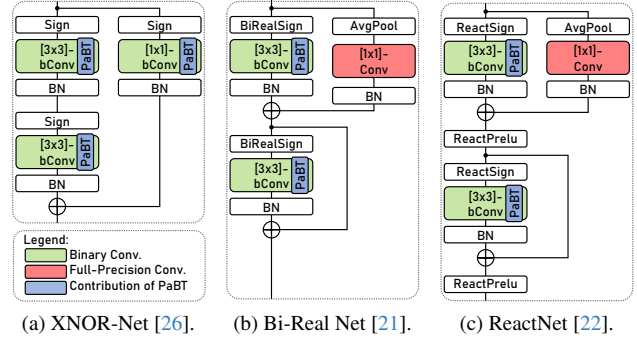 Sign
Sign
[3x3]-
bConv
PaBT
[1x1]-
bConv
PaBT
BN
BN
Sign
[3x3]-
bConv
PaBT
BN
Legend:
Binary Conv.
Full-Precision Conv.
Contribution of PaBT
(a) XNOR-Net [26].
BiRealSign
AvgPool
[3x3]-
bConv
PaBT
[1x1]-
Conv
BN
BN
BiRealSign
[3x3]-
bConv
PaBT
BN
(b) Bi-Real Net [21].
ReactSign
AvgPool
[3x3]-
bConv
PaBT
[1x1]-
Conv
BN
BN
ReactPrelu
ReactSign
[3x3]-
bConv
PaBT
BN
ReactPrelu
(c) ReactNet [22].